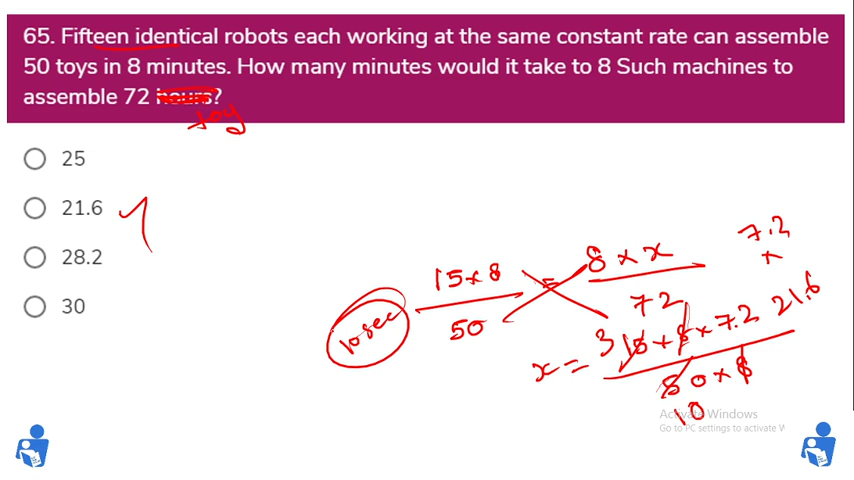 65. Fifteen identical robots each working at the same constant rate can assemble
50 toys in 8 minutes. How many minutes would it take to 8 Such machines to
assemble 72 hours?
toy
25
21.6
28.2
30
15 × 8 = 8 × x
50 72
10 sec
7.2
×
x = 3 15 × 8 × 7.2 21.6
50 × 8
10
Activate Windows
Go to PC settings to activate W